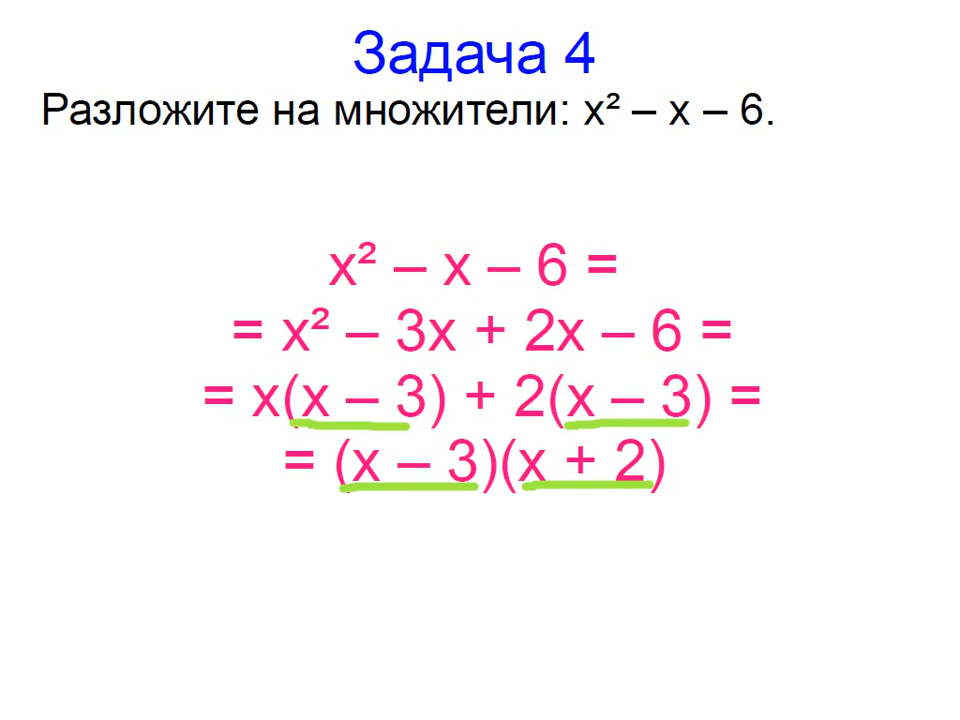 Задача 4
Разложите на множители: x² – x – 6.
x² – x – 6 =
= x² – 3x + 2x – 6 =
= x(x – 3) + 2(x – 3) =
= (x – 3)(x + 2)